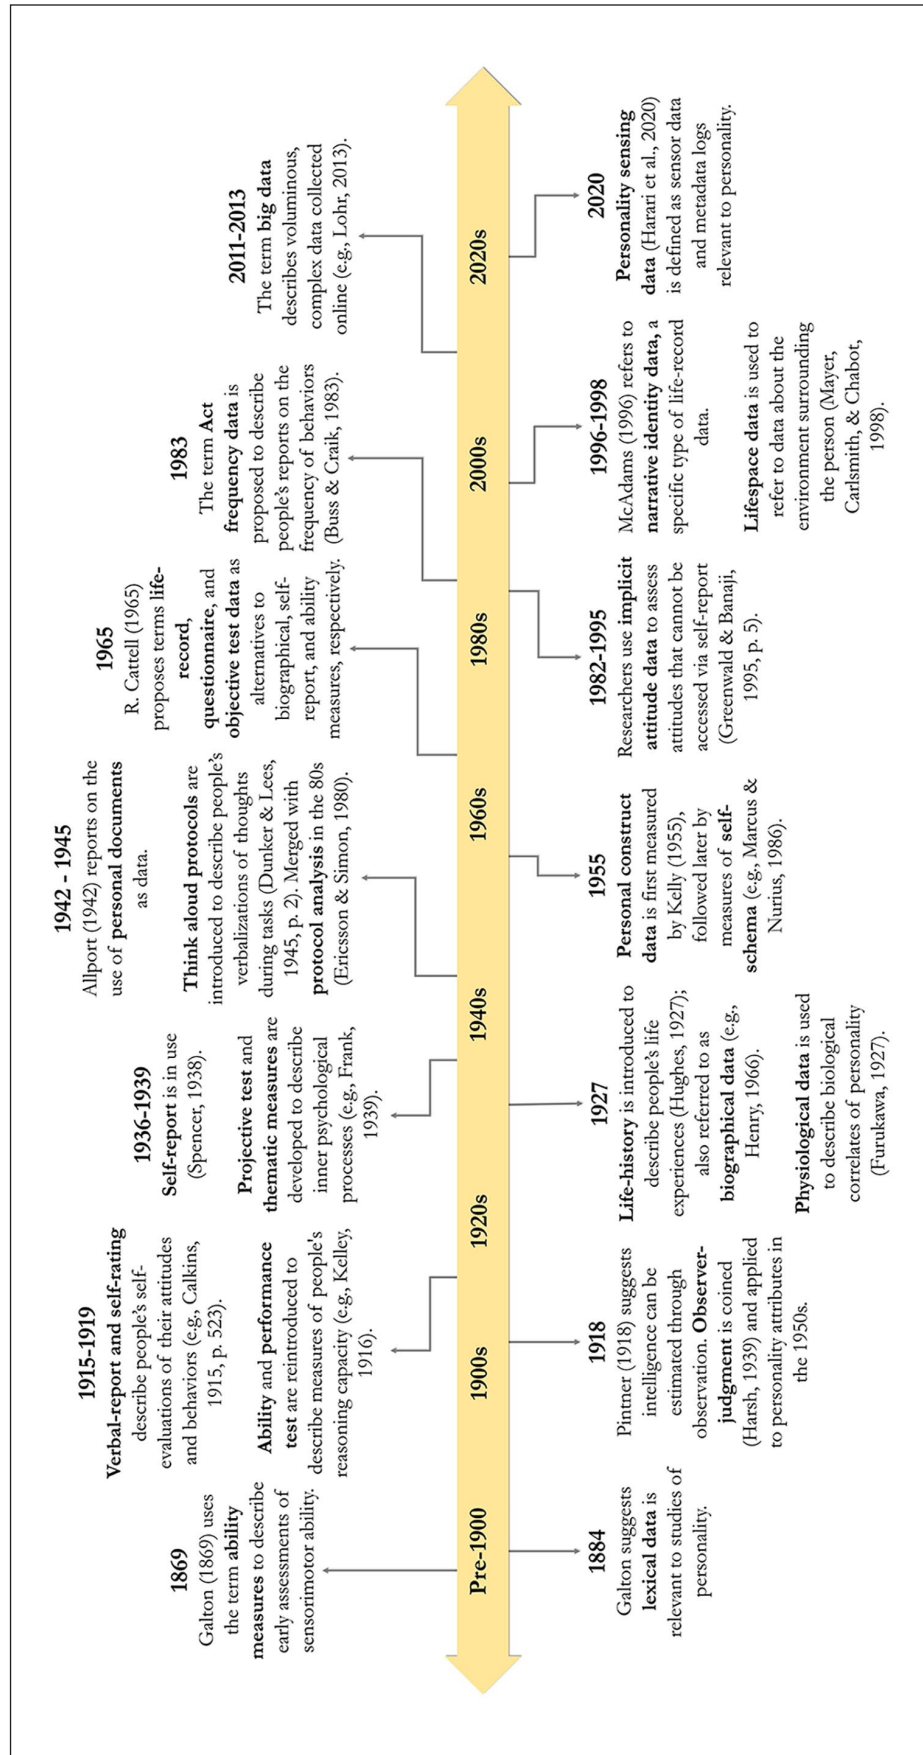 1869
Galton (1869) uses
the term ability
measures to describe
early assessments of
sensorimotor ability.
1915-1919
Verbal-report and self-rating
describe people's self-
evaluations of their attitudes
and behaviors (e.g., Calkins,
1915, p. 523).
Ability and performance
test are reintroduced to
describe measures of people's
reasoning capacity (e.g., Kelley,
1916).
1936-1939
Self-report is in use
(Spencer, 1938).
Projective test and
thematic measures are
developed to describe
inner psychological
processes (e.g., Frank,
1939).
1942 - 1945
Allport (1942) reports on the
use of personal documents
as data.
Think aloud protocols are
introduced to describe people's
verbalizations of thoughts
during tasks (Dunker & Lees,
1945, p. 2). Merged with
protocol analysis in the 80s
(Ericsson & Simon, 1980).
1965
R. Cattell (1965)
proposes terms life-
record,
questionnaire, and
objective test data as
alternatives to
biographical, self-
report, and ability
measures, respectively.
1983
The term Act
frequency data is
proposed to describe
people's reports on the
frequency of behaviors
(Buss & Craik, 1983).
2011-2013
The term big data
describes voluminous,
complex data collected
online (e.g., Lohr, 2013).
Pre-1900
1900s
1920s
1940s
1960s
1980s
2000s
2020s
1884
Galton suggests
lexical data is
relevant to studies of
personality.
1918
Pintner (1918) suggests
intelligence can be
estimated through
observation. Observer-
judgment is coined
(Harsh, 1939) and applied
to personality attributes in
the 1950s.
1927
Life-history is introduced to
describe people's life
experiences (Hughes, 1927);
also referred to as
biographical data (e.g.,
Henry, 1966).
Physiological data is used
to describe biological
correlates of personality
(Furukawa, 1927).
1955
Personal construct
data is first measured
by Kelly (1955),
followed later by
measures of self-
schema (e.g., Marcus &
Nurius, 1986).
1982-1995
Researchers use implicit
attitude data to assess
attitudes that cannot be
accessed via self-report
(Greenwald & Banaji,
1995, p. 5).
1996-1998
McAdams (1996) refers to
narrative identity data, a
specific type of life-record
data.
Lifespace data is used to
refer to data about the
environment surrounding
the person (Mayer,
Carlsmith, & Chabot,
1998).
2020
Personality sensing
data (Harari et al., 2020)
is defined as sensor data
and metadata logs
relevant to personality.